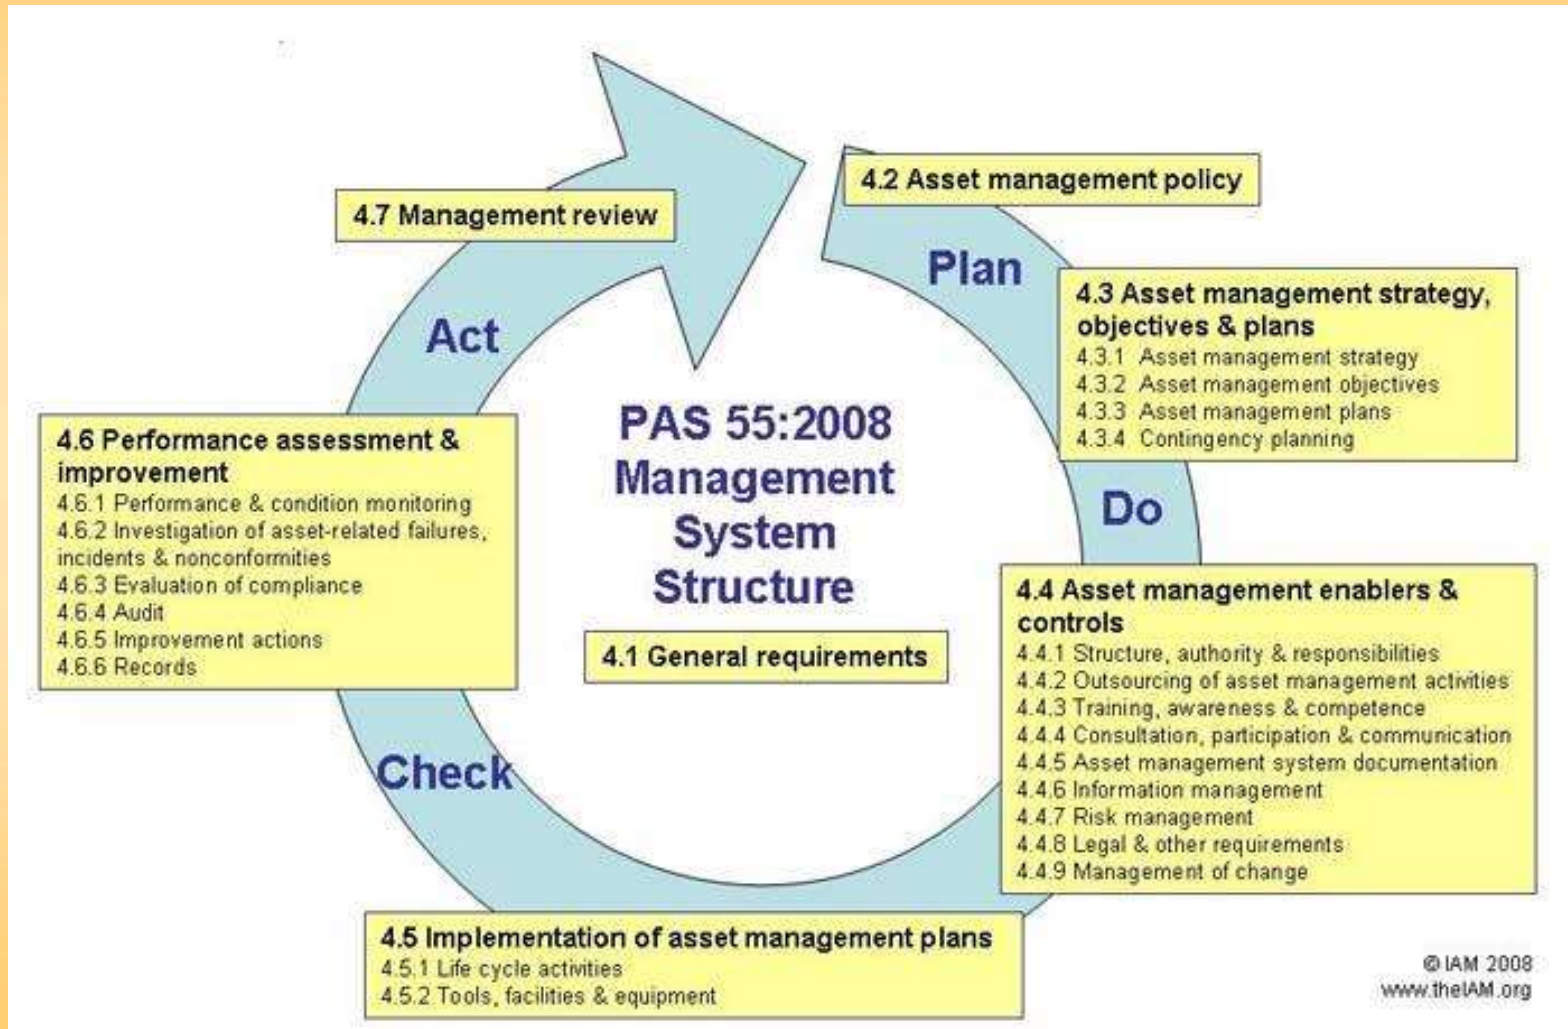 4.7 Management review
4.2 Asset management policy
Plan
4.3 Asset management strategy,
objectives & plans
4.3.1 Asset management strategy
4.3.2 Asset management objectives
4.3.3 Asset management plans
4.3.4 Contingency planning
Act
PAS 55:2008
Management
System
Structure
4.1 General requirements
Do
4.4 Asset management enablers &
controls
4.4.1 Structure, authority & responsibilities
4.4.2 Outsourcing of asset management activities
4.4.3 Training, awareness & competence
4.4.4 Consultation, participation & communication
4.4.5 Asset management system documentation
4.4.6 Information management
4.4.7 Risk management
4.4.8 Legal & other requirements
4.4.9 Management of change
4.6 Performance assessment &
improvement
4.6.1 Performance & condition monitoring
4.6.2 Investigation of asset-related failures,
incidents & nonconformities
4.6.3 Evaluation of compliance
4.6.4 Audit
4.6.5 Improvement actions
4.6.6 Records
Check
4.5 Implementation of asset management plans
4.5.1 Life cycle activities
4.5.2 Tools, facilities & equipment
© IAM 2008
www.theIAM.org